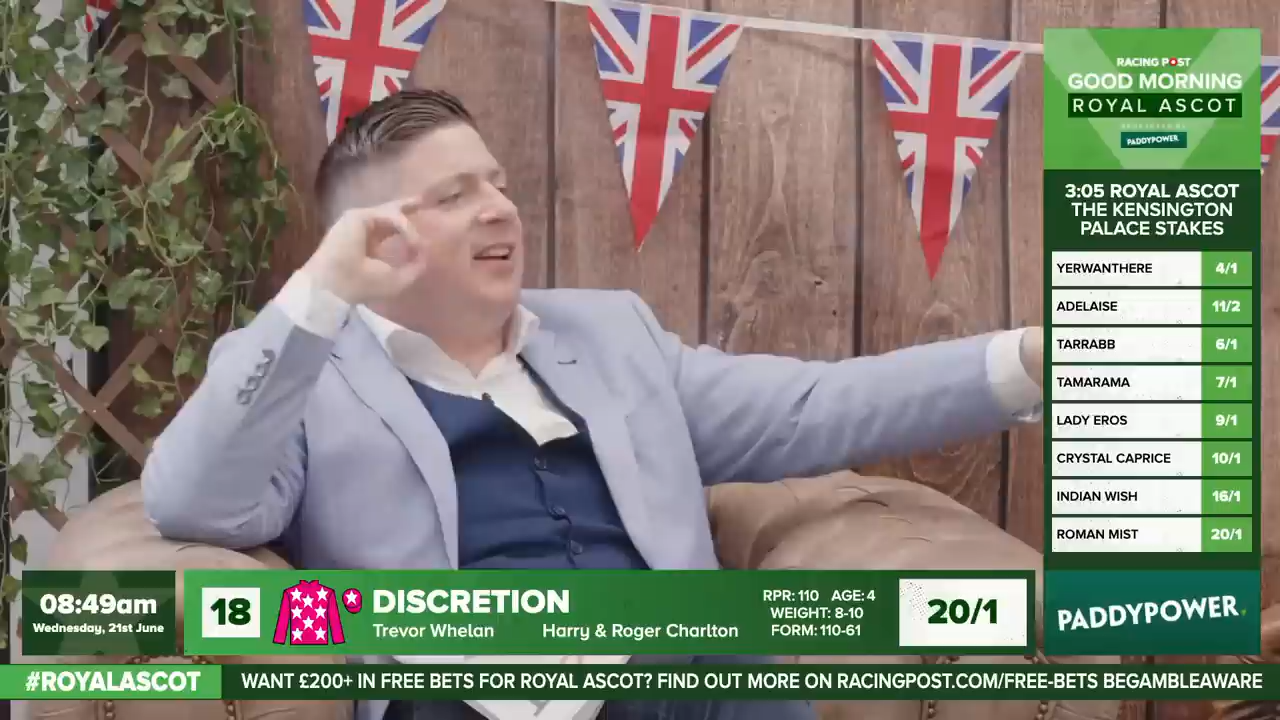 RACING POST
GOOD MORNING
ROYAL ASCOT
PADDYPOWER
3:05 ROYAL ASCOT
THE KENSINGTON
PALACE STAKES
YERWANTHERE 4/1
ADELAISE 11/2
TARRABB 6/1
TAMARAMA 7/1
LADY EROS 9/1
CRYSTAL CAPRICE 10/1
INDIAN WISH 16/1
ROMAN MIST 20/1
PADDYPOWER.
08:49am
Wednesday, 21st June
18
DISCRETION
Trevor Whelan Harry & Roger Charlton
RPR: 110 AGE: 4
WEIGHT: 8-10
FORM: 110-61
20/1
#ROYALASCOT
WANT £200+ IN FREE BETS FOR ROYAL ASCOT? FIND OUT MORE ON RACINGPOST.COM/FREE-BETS BEGAMBLEAWARE